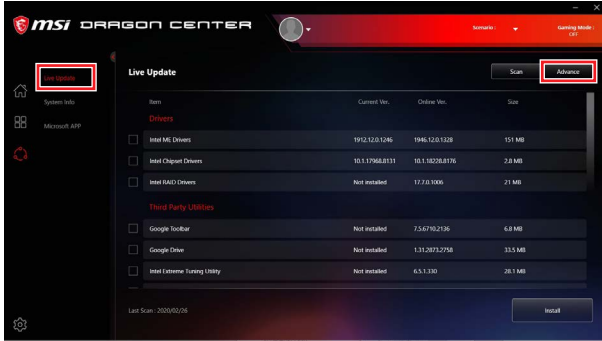 msi DRAGON CENTER
Scenario :
Gaming Mode :
OFF
Live Update
System Info
Microsoft APP
Live Update
Scan
Advance
Item Current Ver. Online Ver. Size
Drivers
Intel ME Drivers 1912.12.0.1246 1946.12.0.1328 151 MB
Intel Chipset Drivers 10.1.17968.8131 10.1.18228.8176 2.8 MB
Intel RAID Drivers Not installed 17.7.0.1006 21 MB
Third Party Utilities
Google Toolbar Not installed 7.5.6710.2136 6.8 MB
Google Drive Not installed 1.31.2873.2758 33.5 MB
Intel Extreme Tuning Utility Not installed 6.5.1.330 28.1 MB
Last Scan : 2020/02/26
Install